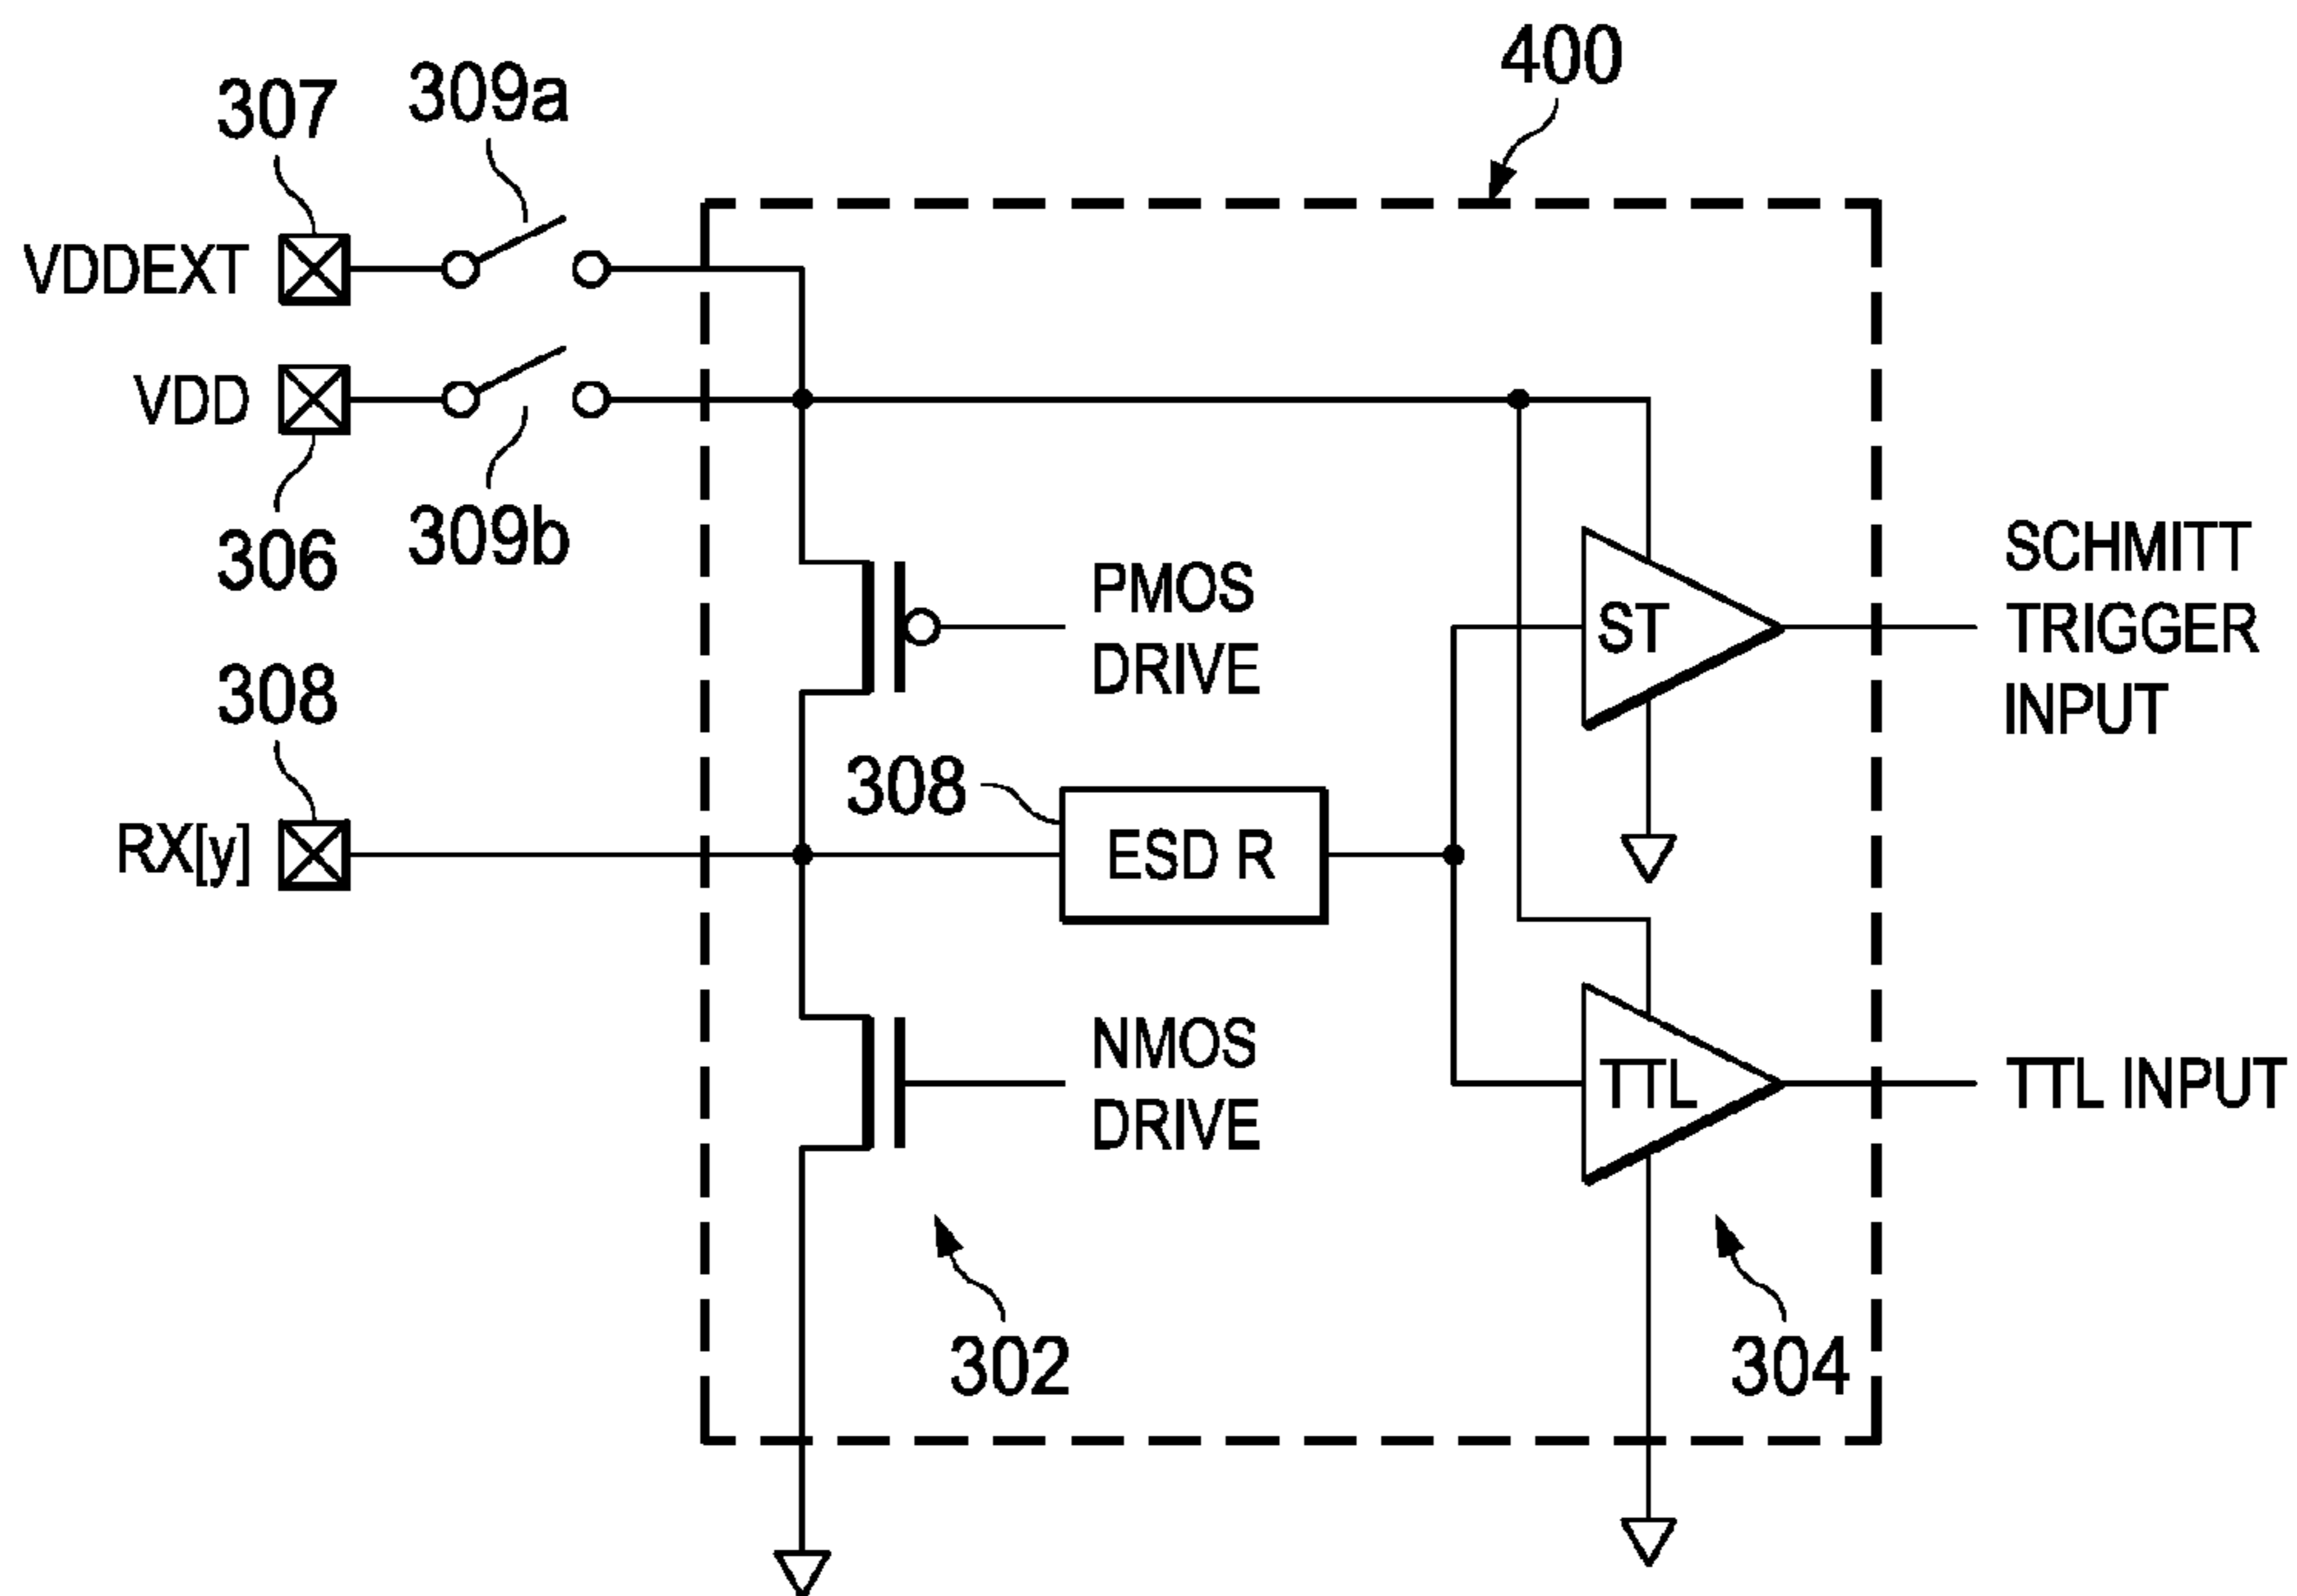 400
307
309a
VDDEXT
VDD
306
309b
PMOS
DRIVE
ST
SCHMITT
TRIGGER
INPUT
308
RX[y]
308
ESD R
NMOS
DRIVE
TTL
TTL INPUT
302
304